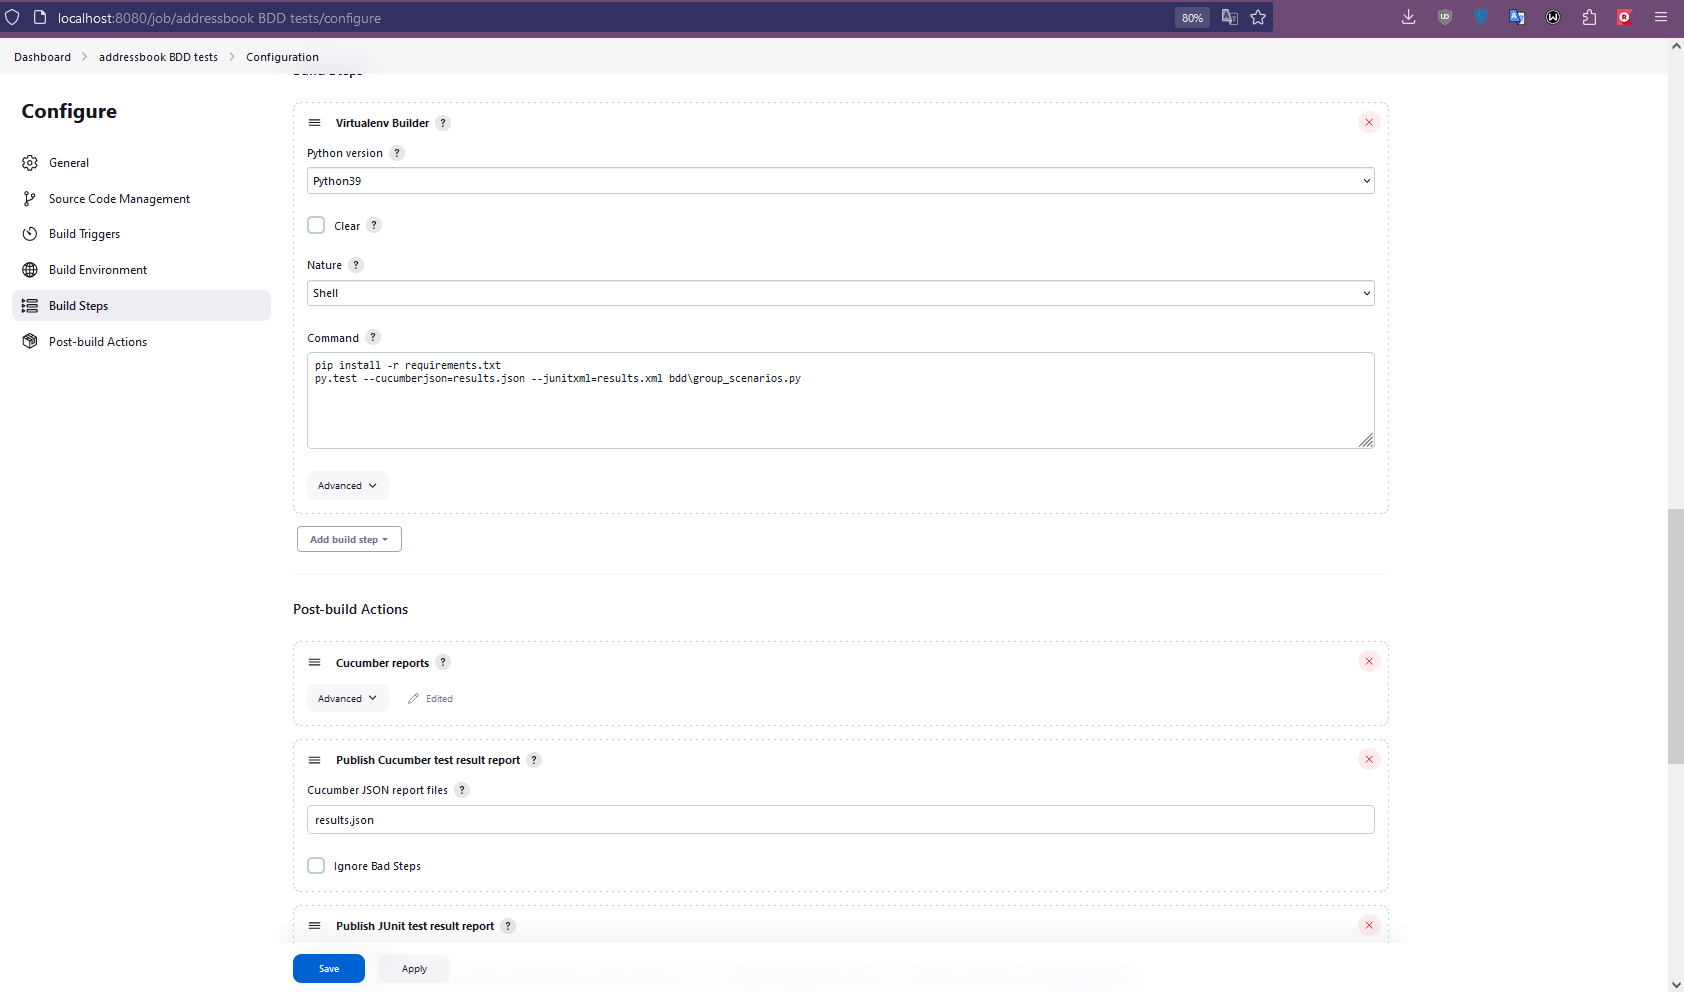 localhost:8080/job/addressbook BDD tests/configure
80%
Dashboard
addressbook BDD tests
Configuration
Build Steps
Configure
General
Source Code Management
Build Triggers
Build Environment
Build Steps
Post-build Actions
Virtualenv Builder ?
Python version ?
Python39
Clear ?
Nature ?
Shell
Command ?
pip install -r requirements.txt
py.test --cucumberjson=results.json --junitxml=results.xml bdd\group_scenarios.py
Advanced
Add build step
Post-build Actions
Cucumber reports ?
Advanced
Edited
Publish Cucumber test result report ?
Cucumber JSON report files ?
results.json
Ignore Bad Steps
Publish JUnit test result report ?
Save
Apply